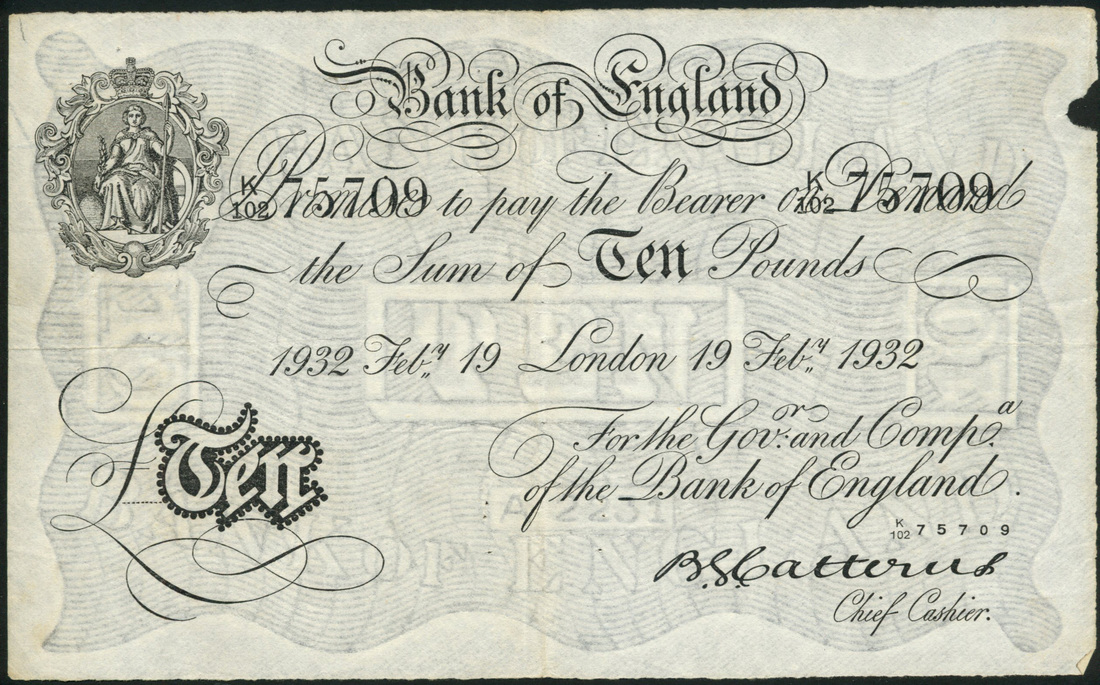 Bank of England
K/102 75709 K/102 75709
I Promise to pay the Bearer on Demand
the Sum of Ten Pounds
1932 Feby 19 London 19 Feby 1932
For the Govr and Compa
of the Bank of England.
£Ten
K/102 75709
B.G. Catterns
Chief Cashier.